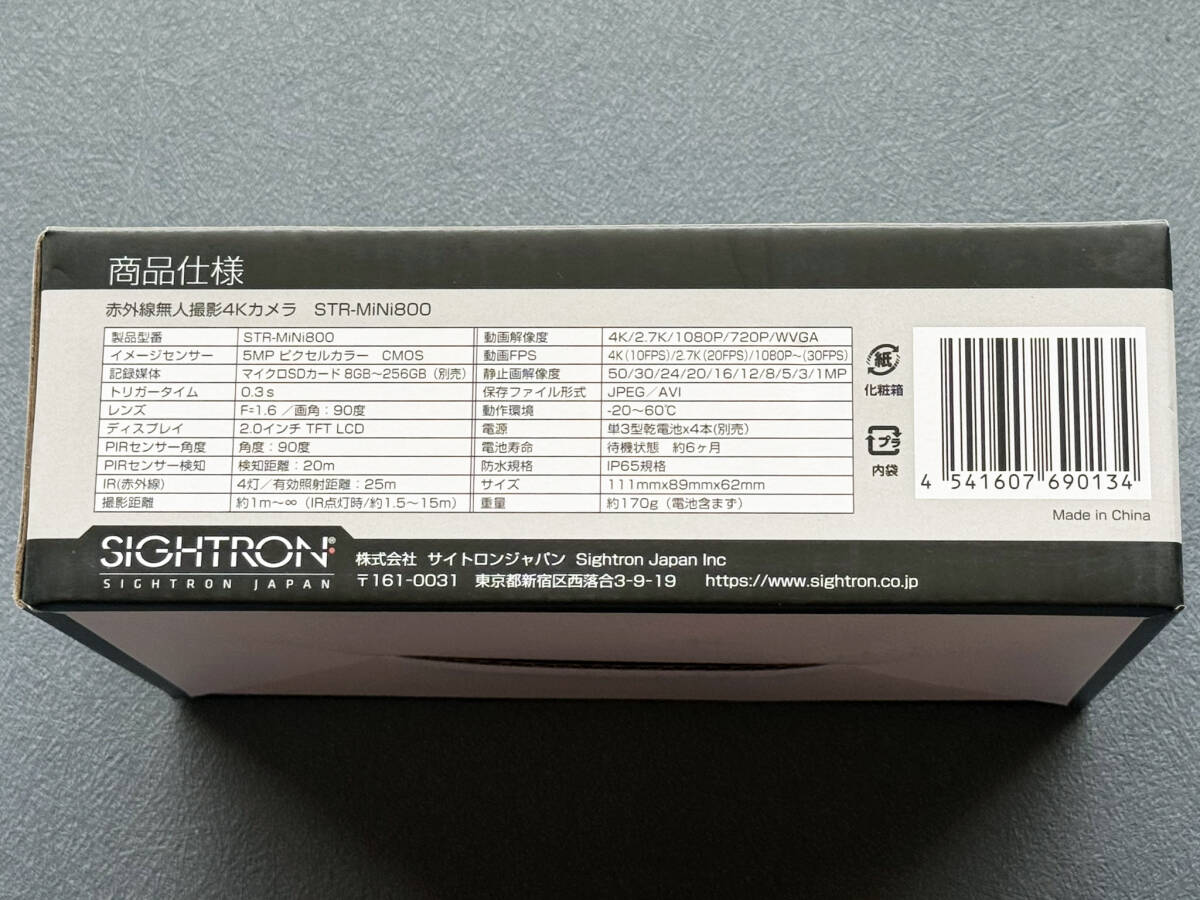 商品仕様
赤外線無人撮影4Kカメラ STR-MiNi800
製品型番 STR-MiNi800 動画解像度 4K/2.7K/1080P/720P/WVGA
イメージセンサー 5MP ピクセルカラー CMOS 動画FPS 4K(10FPS)/2.7K(20FPS)/1080P～(30FPS)
記録媒体 マイクロSDカード 8GB～256GB（別売） 静止画解像度 50/30/24/20/16/12/8/5/3/1MP
トリガータイム 0.3s 保存ファイル形式 JPEG／AVI
レンズ F=1.6 ／画角：90度 動作環境 -20～60℃
ディスプレイ 2.0インチ TFT LCD 電源 単3型乾電池x4本(別売)
PIRセンサー角度 角度：90度 電池寿命 待機状態 約6ヶ月
PIRセンサー検知 検知距離：20m 防水規格 IP65規格
IR(赤外線) 4灯／有効照射距離：25m サイズ 111mmx89mmx62mm
撮影距離 約1m～∞（IR点灯時/約1.5～15m） 重量 約170g（電池含まず）
紙
化粧箱
プラ
内袋
4 541607 690134
Made in China
SIGHTRON®
SIGHTRON JAPAN
株式会社 サイトロンジャパン Sightron Japan Inc
〒161-0031 東京都新宿区西落合3-9-19 https://www.sightron.co.jp